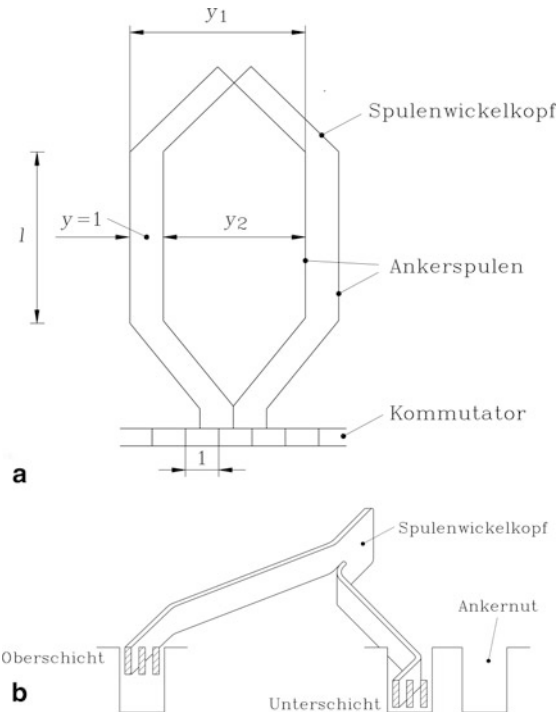 y1
Spulenwickelkopf
l
y=1
y2
Ankerspulen
Kommutator
1
a
Spulenwickelkopf
Ankernut
Oberschicht
Unterschicht
b